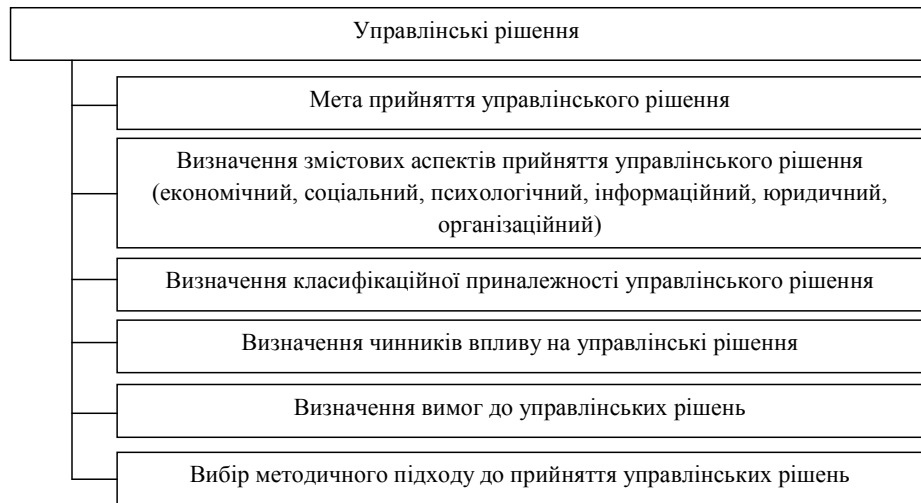 Управлінські рішення
Мета прийняття управлінського рішення
Визначення змістових аспектів прийняття управлінського рішення
(економічний, соціальний, психологічний, інформаційний, юридичний,
організаційний)
Визначення класифікаційної приналежності управлінського рішення
Визначення чинників впливу на управлінські рішення
Визначення вимог до управлінських рішень
Вибір методичного підходу до прийняття управлінських рішень